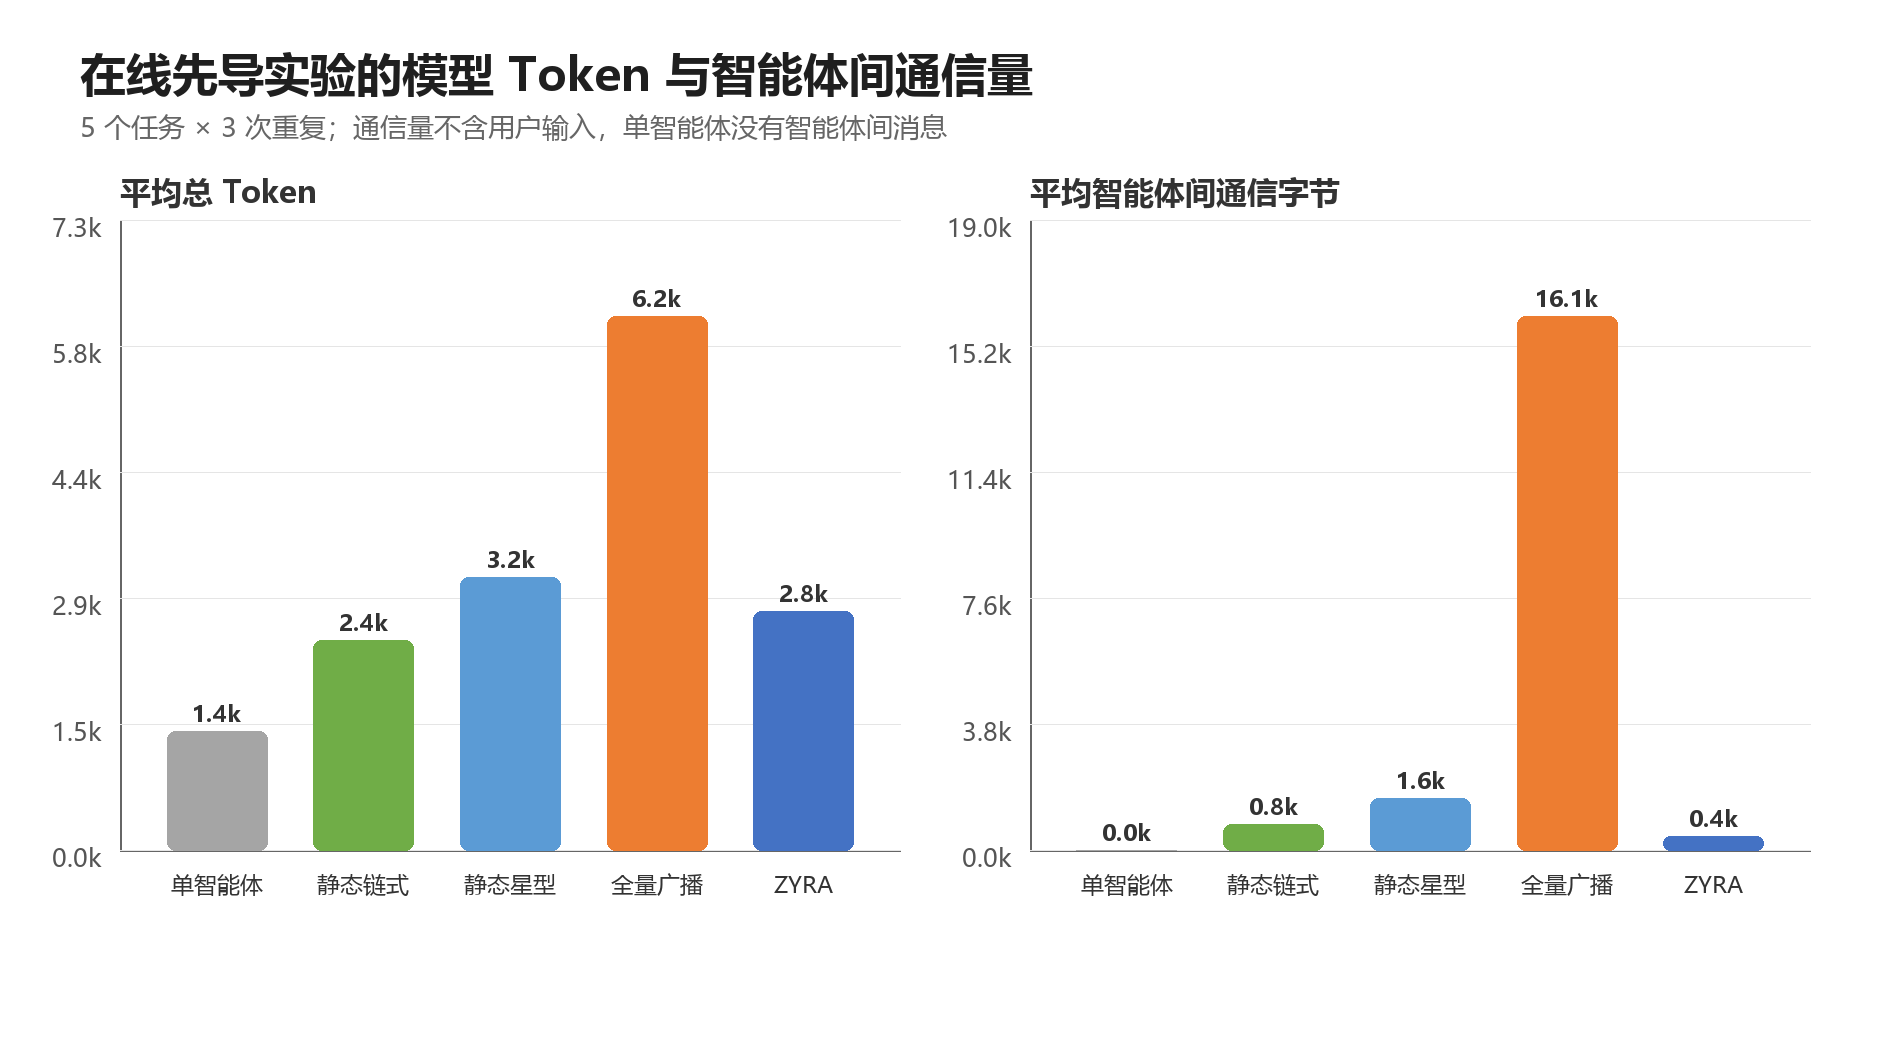 在线先导实验的模型 Token 与智能体间通信量
5 个任务 × 3 次重复；通信量不含用户输入，单智能体没有智能体间消息
平均总 Token
7.3k
5.8k
4.4k
2.9k
1.5k
0.0k
1.4k
2.4k
3.2k
6.2k
2.8k
单智能体
静态链式
静态星型
全量广播
ZYRA
平均智能体间通信字节
19.0k
15.2k
11.4k
7.6k
3.8k
0.0k
0.0k
0.8k
1.6k
16.1k
0.4k
单智能体
静态链式
静态星型
全量广播
ZYRA